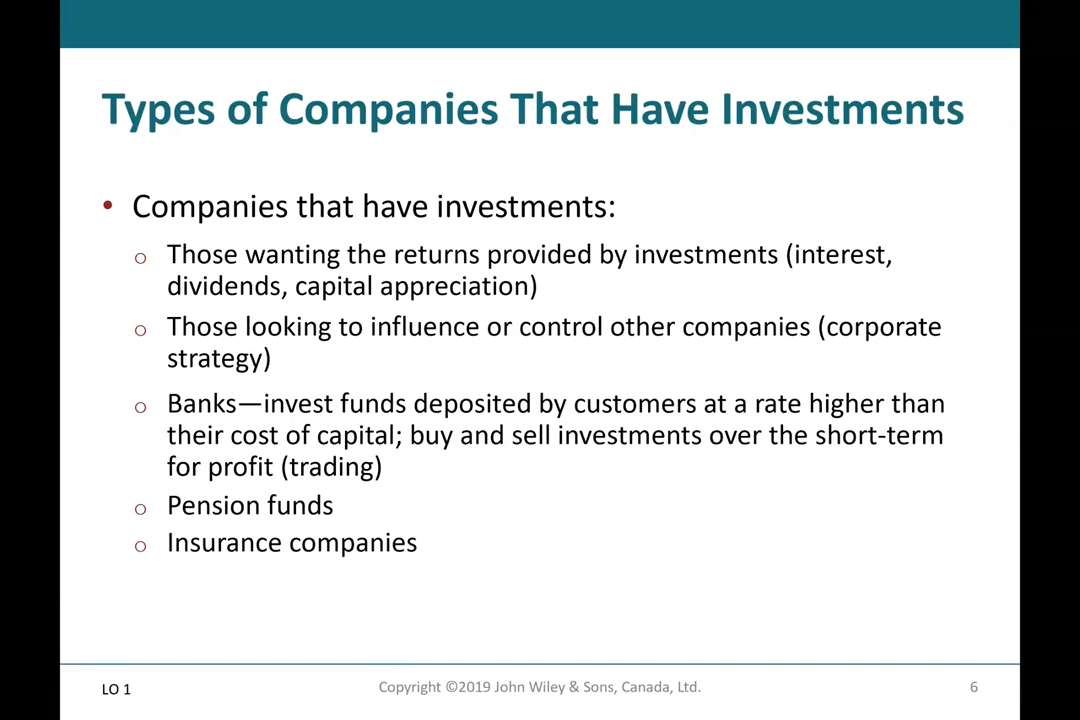 Types of Companies That Have Investments
• Companies that have investments:
o Those wanting the returns provided by investments (interest,
dividends, capital appreciation)
o Those looking to influence or control other companies (corporate
strategy)
o Banks—invest funds deposited by customers at a rate higher than
their cost of capital; buy and sell investments over the short-term
for profit (trading)
o Pension funds
o Insurance companies
LO 1
Copyright ©2019 John Wiley & Sons, Canada, Ltd.
6